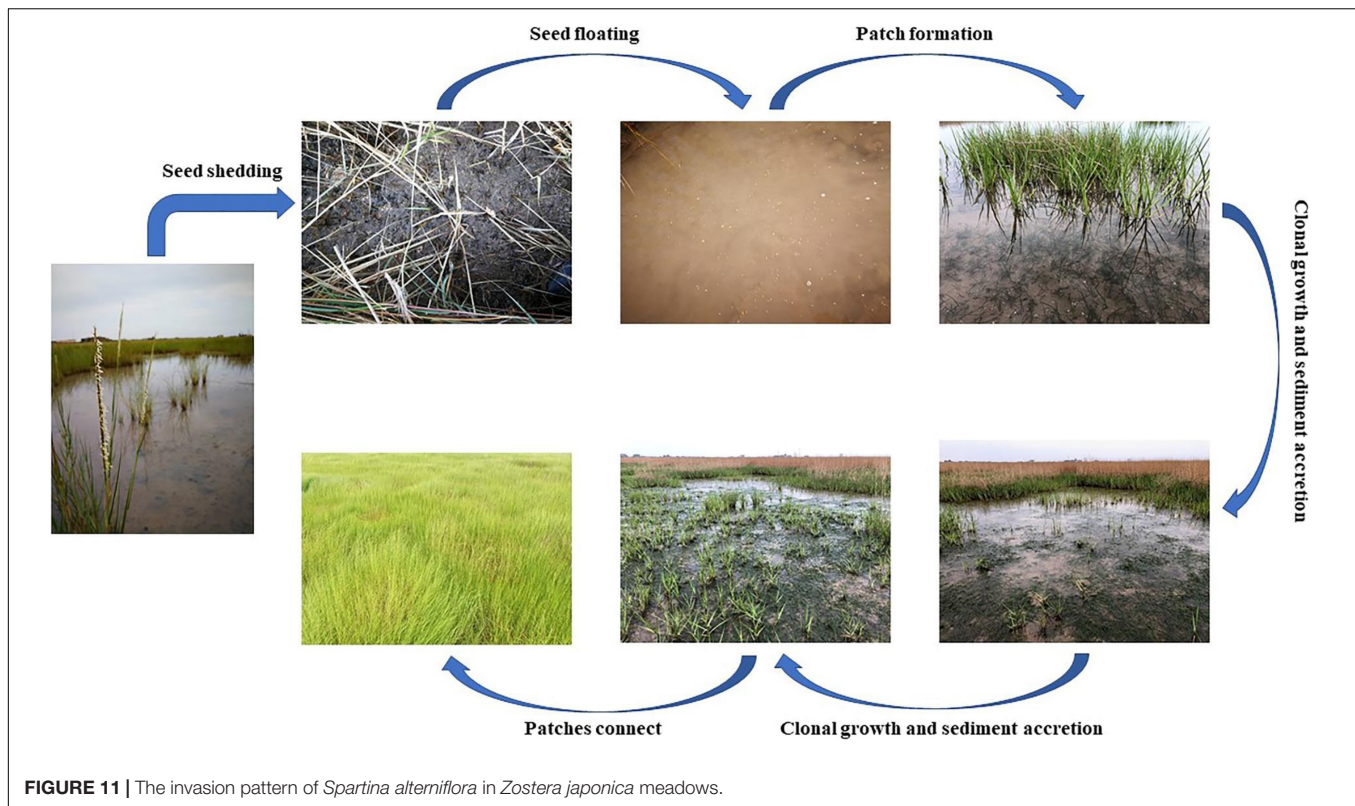 Seed floating
Patch formation
Seed shedding
Clonal growth and sediment accretion
Patches connect
Clonal growth and sediment accretion
FIGURE 11 | The invasion pattern of Spartina alterniflora in Zostera japonica meadows.